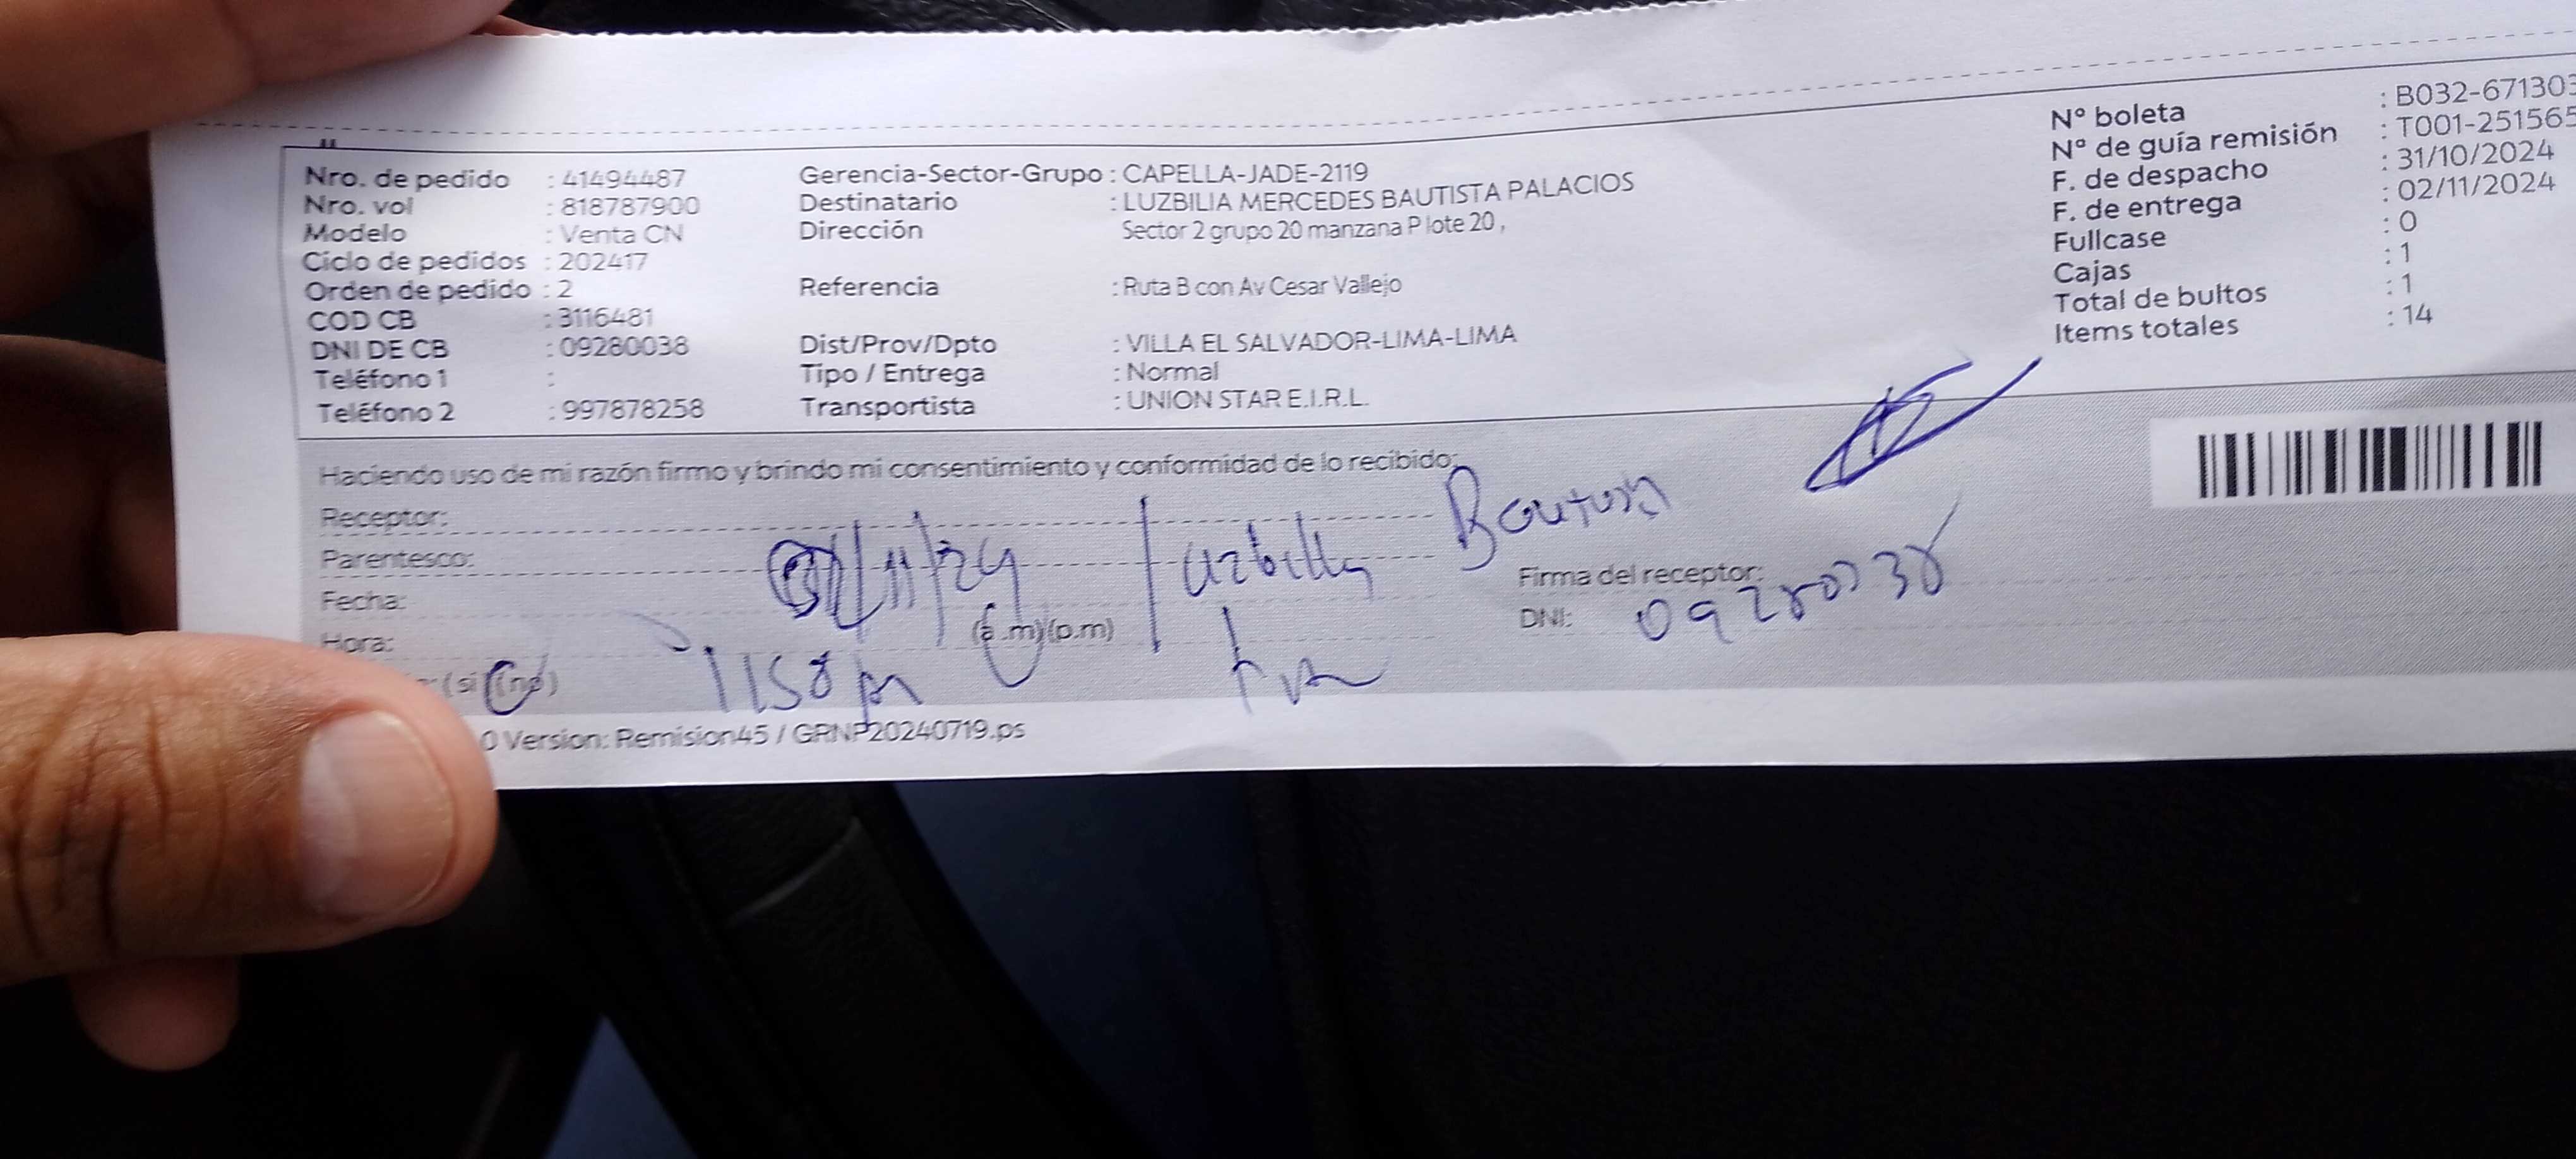 Nro. de pedido : 41494487
Nro. vol : 818787900
Modelo : Venta CN
Ciclo de pedidos : 202417
Orden de pedido : 2
COD CB : 3116481
DNI DE CB : 09280038
Teléfono 1 :
Teléfono 2 : 997878258
Gerencia-Sector-Grupo : CAPELLA-JADE-2119
Destinatario : LUZBILIA MERCEDES BAUTISTA PALACIOS
Dirección Sector 2 grupo 20 manzana P lote 20 ,
Referencia : Ruta B con Av Cesar Vallejo
Dist/Prov/Dpto : VILLA EL SALVADOR-LIMA-LIMA
Tipo / Entrega : Normal
Transportista : UNION STAR E.I.R.L.
Nº boleta : B032-671303
Nº de guía remisión : T001-251565
F. de despacho : 31/10/2024
F. de entrega : 02/11/2024
Fullcase : 0
Cajas : 1
Total de bultos : 1
Items totales : 14
Haciendo uso de mi razón firmo y brindo mi consentimiento y conformidad de lo recibido:
Receptor:
Parentesco:
Fecha:
Hora: (a .m)(p.m)
(si)(no)
Firma del receptor:
DNI: 09280038
0 Version: Remision45 / GRNP20240719.ps